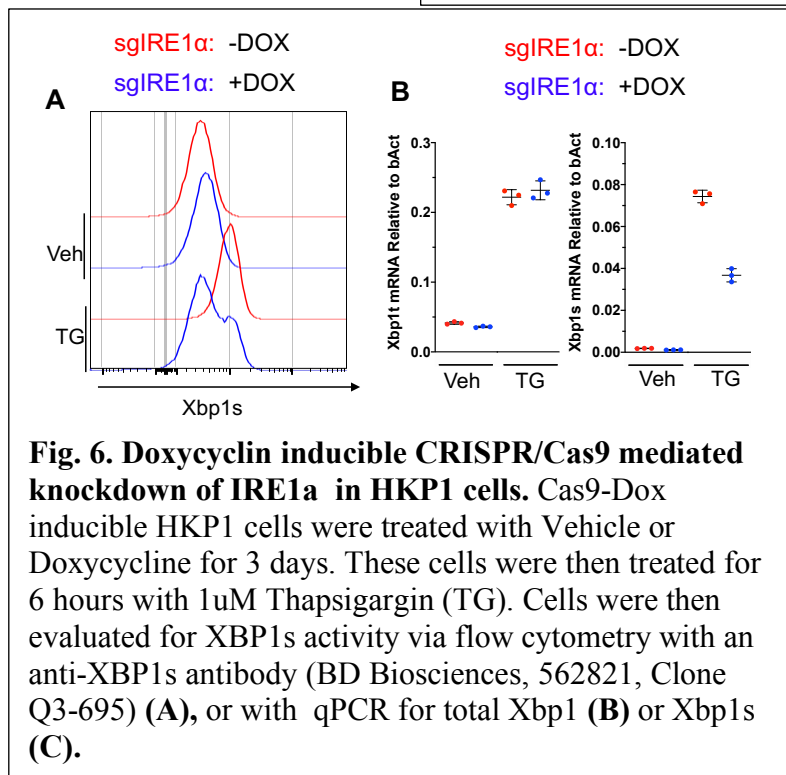 sgIRE1α: -DOX
sgIRE1α: +DOX
A
Veh
TG
Xbp1s
sgIRE1α: -DOX
sgIRE1α: +DOX
B
Xbp1t mRNA Relative to bAct
0.3
0.2
0.1
0.0
Veh
TG
Xbp1s mRNA Relative to bAct
0.10
0.08
0.06
0.04
0.02
0.00
Veh
TG
Fig. 6. Doxycyclin inducible CRISPR/Cas9 mediated
knockdown of IRE1a in HKP1 cells. Cas9-Dox
inducible HKP1 cells were treated with Vehicle or
Doxycycline for 3 days. These cells were then treated for
6 hours with 1uM Thapsigargin (TG). Cells were then
evaluated for XBP1s activity via flow cytometry with an
anti-XBP1s antibody (BD Biosciences, 562821, Clone
Q3-695) (A), or with qPCR for total Xbp1 (B) or Xbp1s
(C).